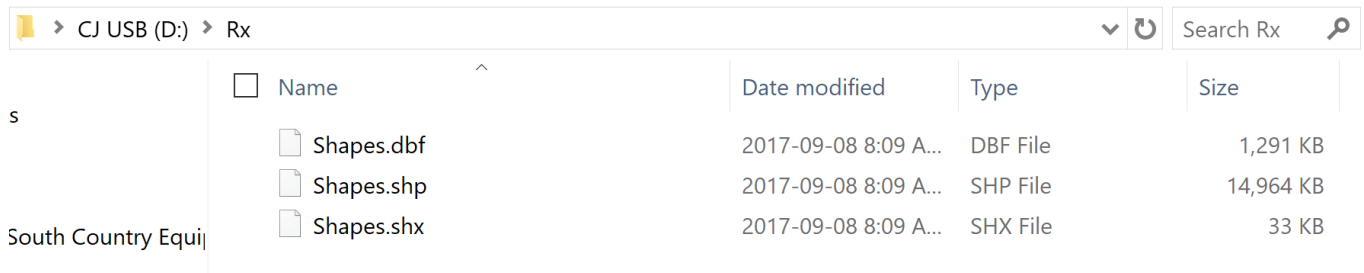 CJ USB (D:) Rx Search Rx
Name Date modified Type Size
s
Shapes.dbf 2017-09-08 8:09 A... DBF File 1,291 KB
Shapes.shp 2017-09-08 8:09 A... SHP File 14,964 KB
Shapes.shx 2017-09-08 8:09 A... SHX File 33 KB
South Country Equip